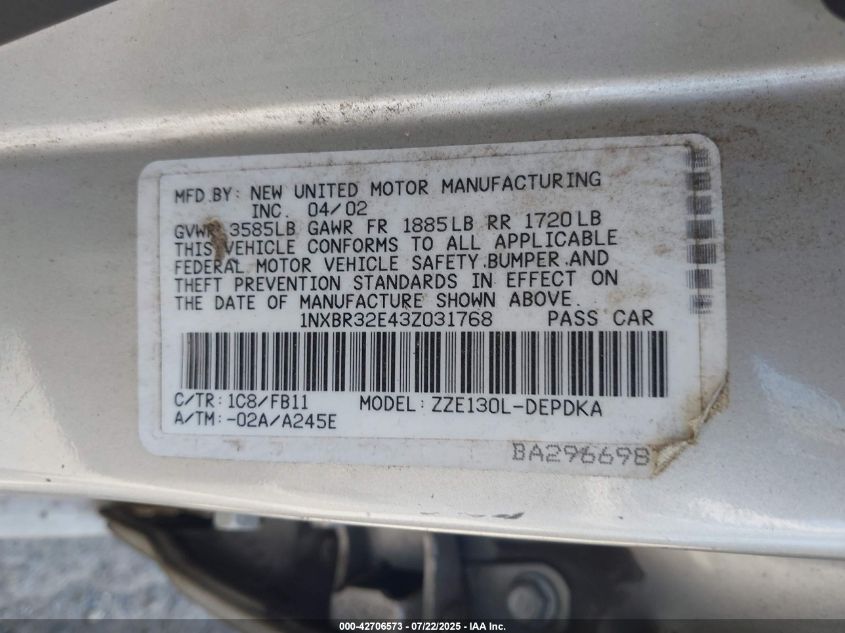 MFD.BY: NEW UNITED MOTOR MANUFACTURING
INC. 04/02
GVWR 3585LB GAWR FR 1885LB RR 1720LB
THIS VEHICLE CONFORMS TO ALL APPLICABLE
FEDERAL MOTOR VEHICLE SAFETY,BUMPER,AND
THEFT PREVENTION STANDARDS IN EFFECT ON
THE DATE OF MANUFACTURE SHOWN ABOVE.
1NXBR32E43Z031768 PASS CAR
C/TR:1C8/FB11 MODEL:ZZE130L-DEPDKA
A/TM:-02A/A245E
BA296698
000-42706573 - 07/22/2025 - IAA Inc.